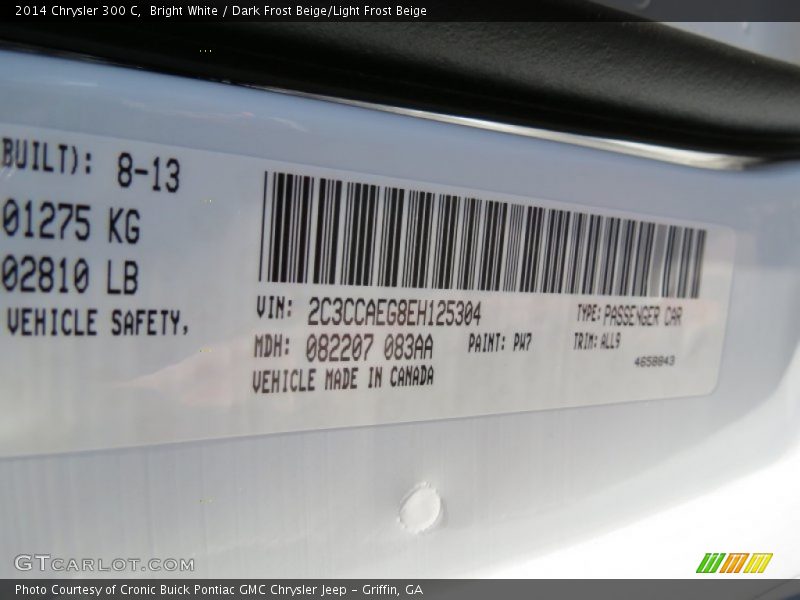 2014 Chrysler 300 C,  Bright White / Dark Frost Beige/Light Frost Beige
BUILT): 8-13
01275 KG
02810 LB
VEHICLE SAFETY,
VIN: 2C3CCAEG8EH125304 TYPE: PASSENGER CAR
MDH: 082207 083AA PAINT: PW7 TRIM: ALL9
4658843
VEHICLE MADE IN CANADA
GTCARLOT.COM
Photo Courtesy of Cronic Buick Pontiac GMC Chrysler Jeep - Griffin, GA